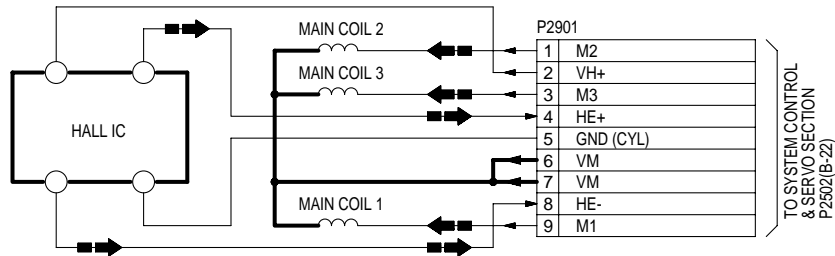 P2901
MAIN COIL 2
1 M2
2 VH+
MAIN COIL 3
3 M3
4 HE+
HALL IC
5 GND (CYL)
6 VM
7 VM
MAIN COIL 1
8 HE-
9 M1
TO SYSTEM CONTROL
& SERVO SECTION
P2502(B-22)